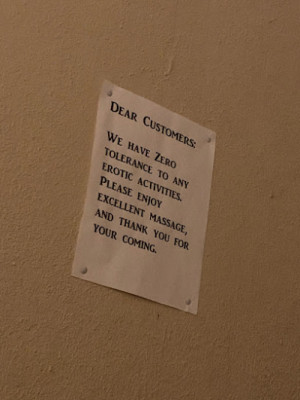 Dear Customers:
We have Zero
tolerance to any
erotic activities.
Please enjoy
excellent massage,
and thank you for
your coming.